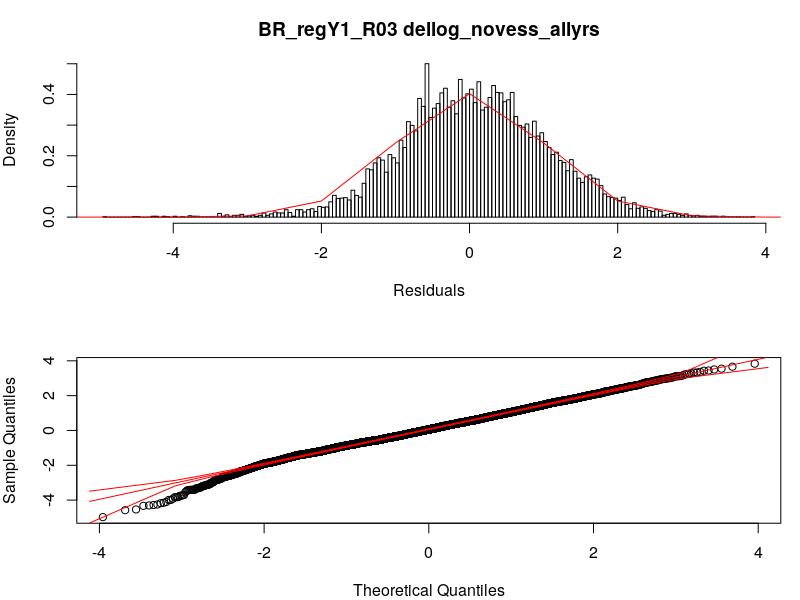 BR_regY1_R03 dellog_novess_allyrs
Density
0.0 0.2 0.4
-4 -2 0 2 4
Residuals
Sample Quantiles
-4 -2 0 2 4
-4 -2 0 2 4
Theoretical Quantiles